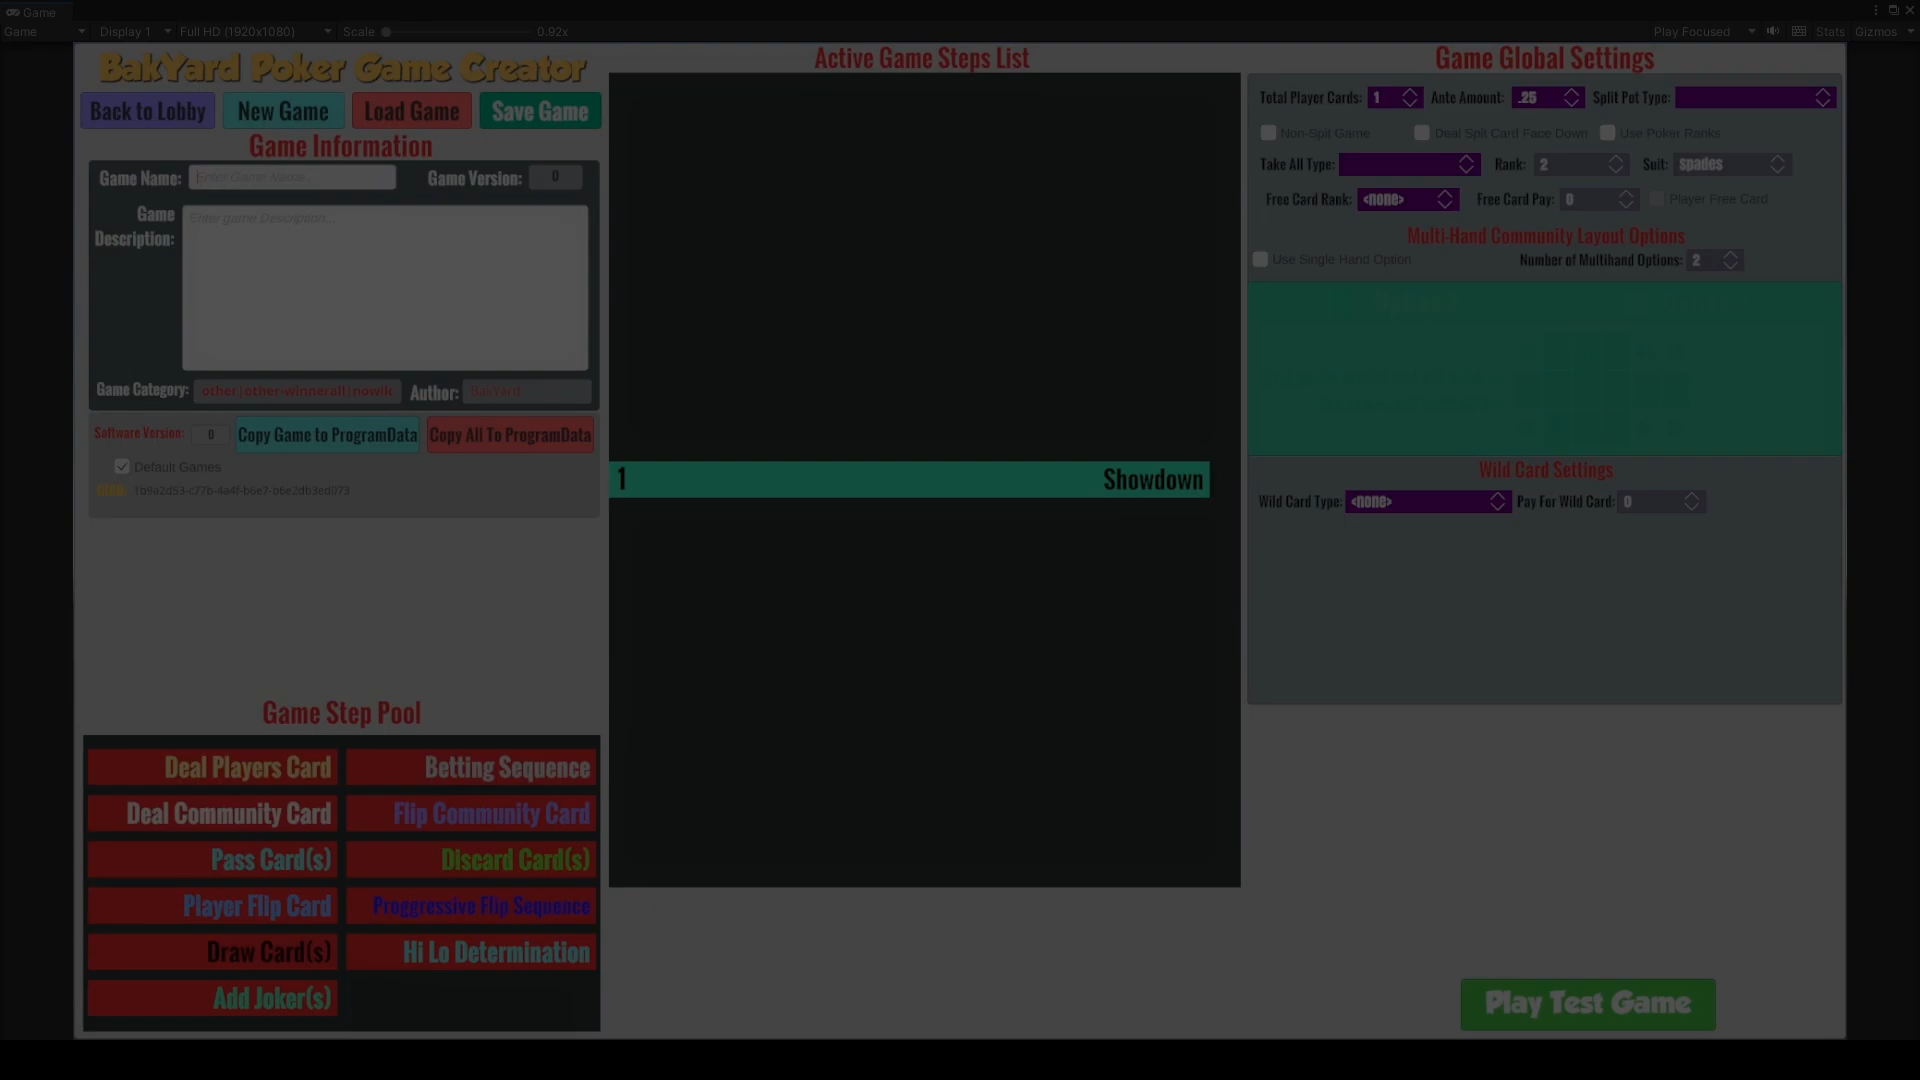 Game
Game
Display 1
Full HD (1920x1080)
Scale
0.92x
Play Focused
Stats
Gizmos
BakYard Poker Game Creator
Back to Lobby
New Game
Load Game
Save Game
Game Information
Game Name:
Enter Game Name...
Game Version:
0
Game Description:
Enter game Description...
Game Category:
other|other-winnerall|nowild
Author:
BakYard
Software Version:
0
Copy Game to ProgramData
Copy All To ProgramData
Default Games
GUID:
1b9a2d53-c77b-4a4f-b6e7-b6e2db3ed073
Game Step Pool
Deal Players Card
Betting Sequence
Deal Community Card
Flip Community Card
Pass Card(s)
Discard Card(s)
Player Flip Card
Proggressive Flip Sequence
Draw Card(s)
Hi Lo Determination
Add Joker(s)
Active Game Steps List
1
Showdown
Game Global Settings
Total Player Cards:
1
Ante Amount:
.25
Split Pot Type:
Non-Spit Game
Deal Spit Card Face Down
Use Poker Ranks
Take All Type:
Rank:
2
Suit:
spades
Free Card Rank:
<none>
Free Card Pay:
0
Player Free Card
Multi-Hand Community Layout Options
Use Single Hand Option
Number of Multihand Options:
2
Wild Card Settings
Wild Card Type:
<none>
Pay For Wild Card:
0
Play Test Game